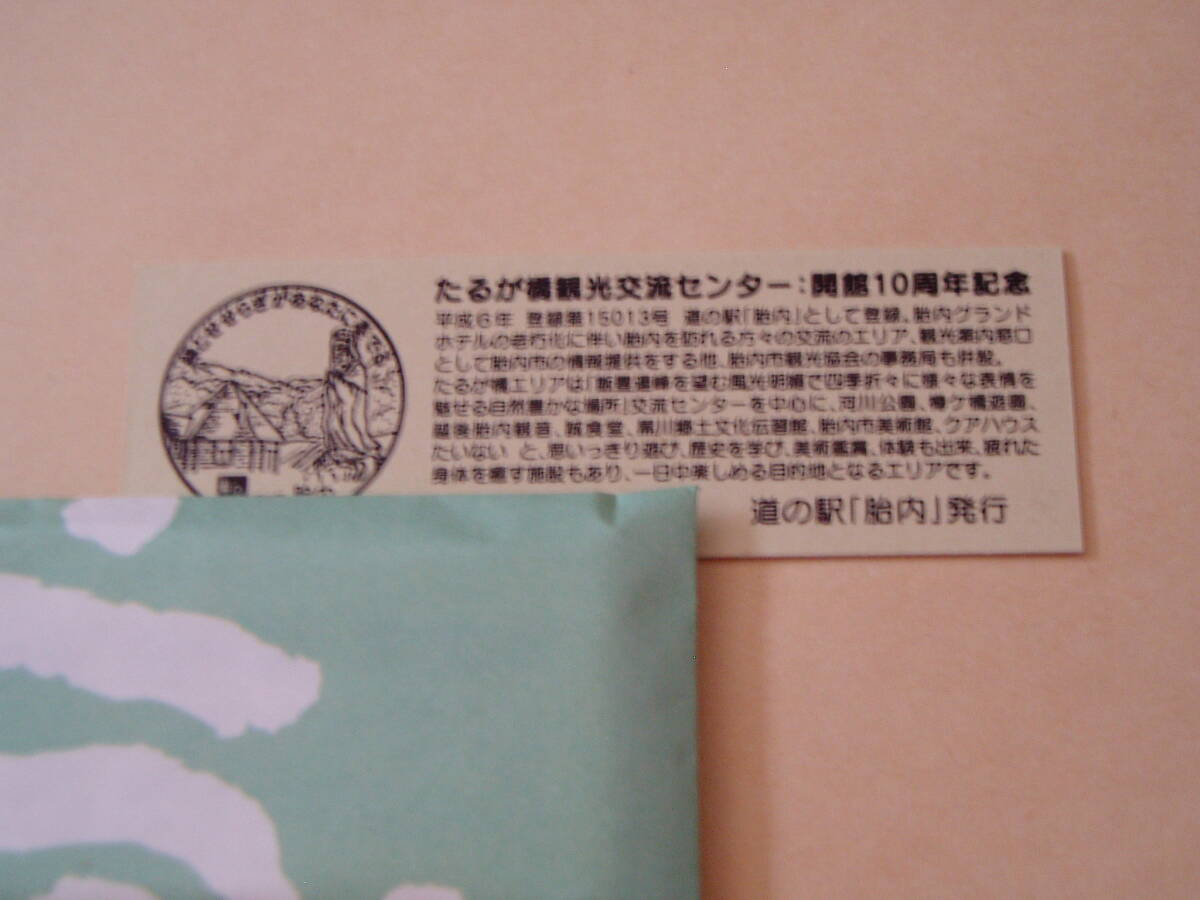 たるが橋観光交流センター:開館10周年記念
平成6年 登録第15013号 道の駅「胎内」として登録、胎内グランド
ホテルの老朽化に伴い胎内を訪れる方々の交流のエリア、観光案内窓口
として胎内市の情報提供をする他、胎内市観光協会の事務局も併設。
たるが橋エリアは「飯豊連峰を望む風光明媚で四季折々に様々な表情を
魅せる自然豊かな場所」交流センターを中心に、河川公園、樽ケ橋遊園、
越後胎内観音、誠食堂、黒川郷土文化伝習館、胎内市美術館、クアハウス
たいない と、思いっきり遊び、歴史を学び、美術鑑賞、体験も出来、疲れた
身体を癒す施設もあり、一日中楽しめる目的地となるエリアです。
道の駅「胎内」発行
せせらぎがあなたに